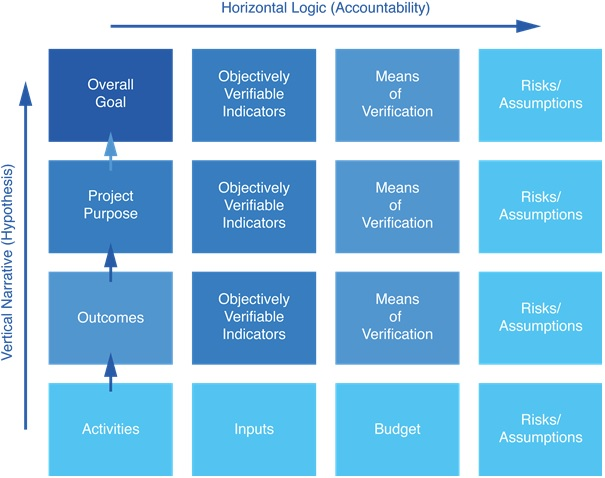 Horizontal Logic (Accountability)
Vertical Narrative (Hypothesis)
Overall
Goal
Objectively
Verifiable
Indicators
Means
of
Verification
Risks/
Assumptions
Project
Purpose
Objectively
Verifiable
Indicators
Means
of
Verification
Risks/
Assumptions
Outcomes
Objectively
Verifiable
Indicators
Means
of
Verification
Risks/
Assumptions
Activities
Inputs
Budget
Risks/
Assumptions